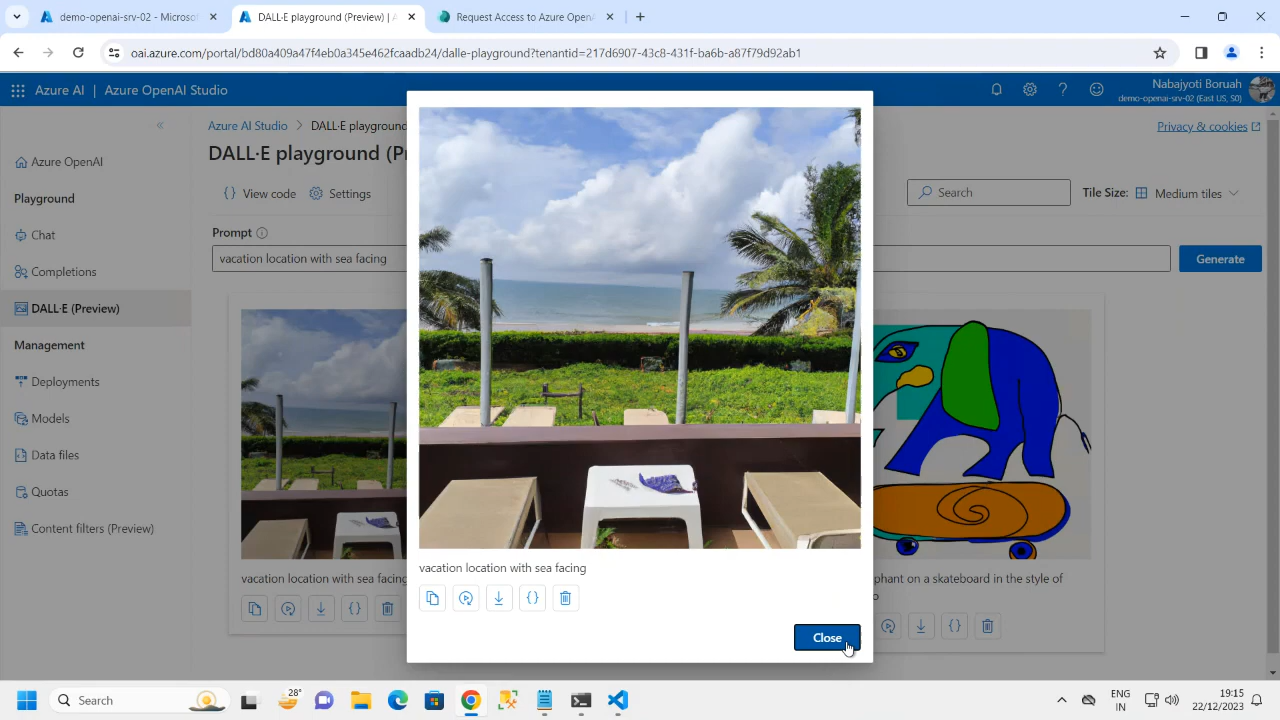 demo-openai-srv-02 - Microsof
DALL·E playground (Preview) | A
Request Access to Azure OpenA
oai.azure.com/portal/bd80a409a47f4eb0a345e462fcaadb24/dalle-playground?tenantid=217d6907-43c8-431f-ba6b-a87f79d92ab1
Azure AI | Azure OpenAI Studio
Nabajyoti Boruah
demo-openai-srv-02 (East US, S0)
Azure AI Studio > DALL·E playground
Privacy & cookies
DALL·E playground (Pr
Azure OpenAI
Playground
Chat
Completions
DALL·E (Preview)
Management
Deployments
Models
Data files
Quotas
Content filters (Preview)
{} View code
Settings
Search
Tile Size: Medium tiles
Prompt
vacation location with sea facing
Generate
vacation location with sea facing
vacation location with sea facing
phant on a skateboard in the style of
o
Close
Search
28°
ENG
IN
19:15
22/12/2023